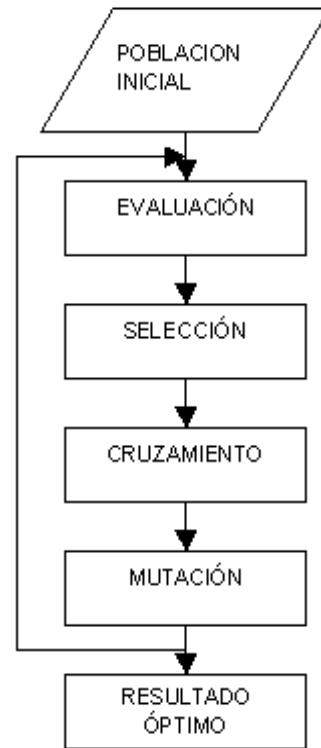 POBLACION
INICIAL
EVALUACIÓN
SELECCIÓN
CRUZAMIENTO
MUTACIÓN
RESULTADO
ÓPTIMO